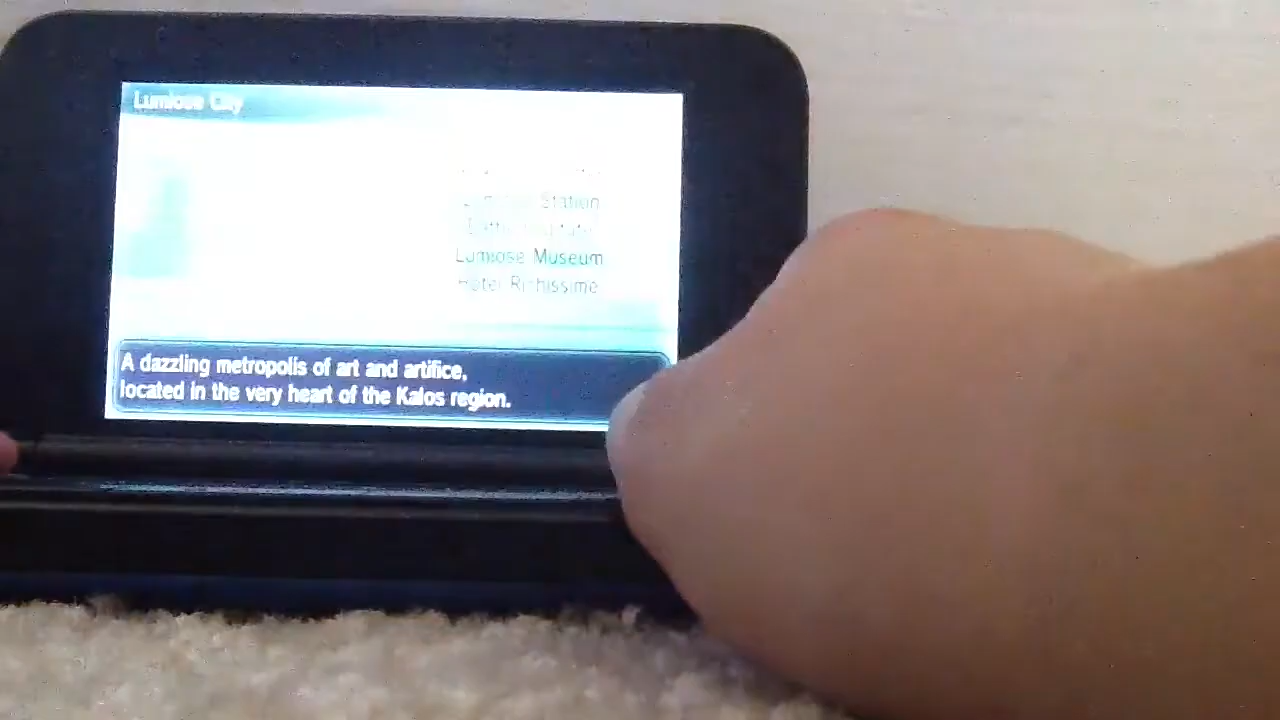 Lumiose City
Station
Lumiose Museum
Hotel Richissime
A dazzling metropolis of art and artifice,
located in the very heart of the Kalos region.